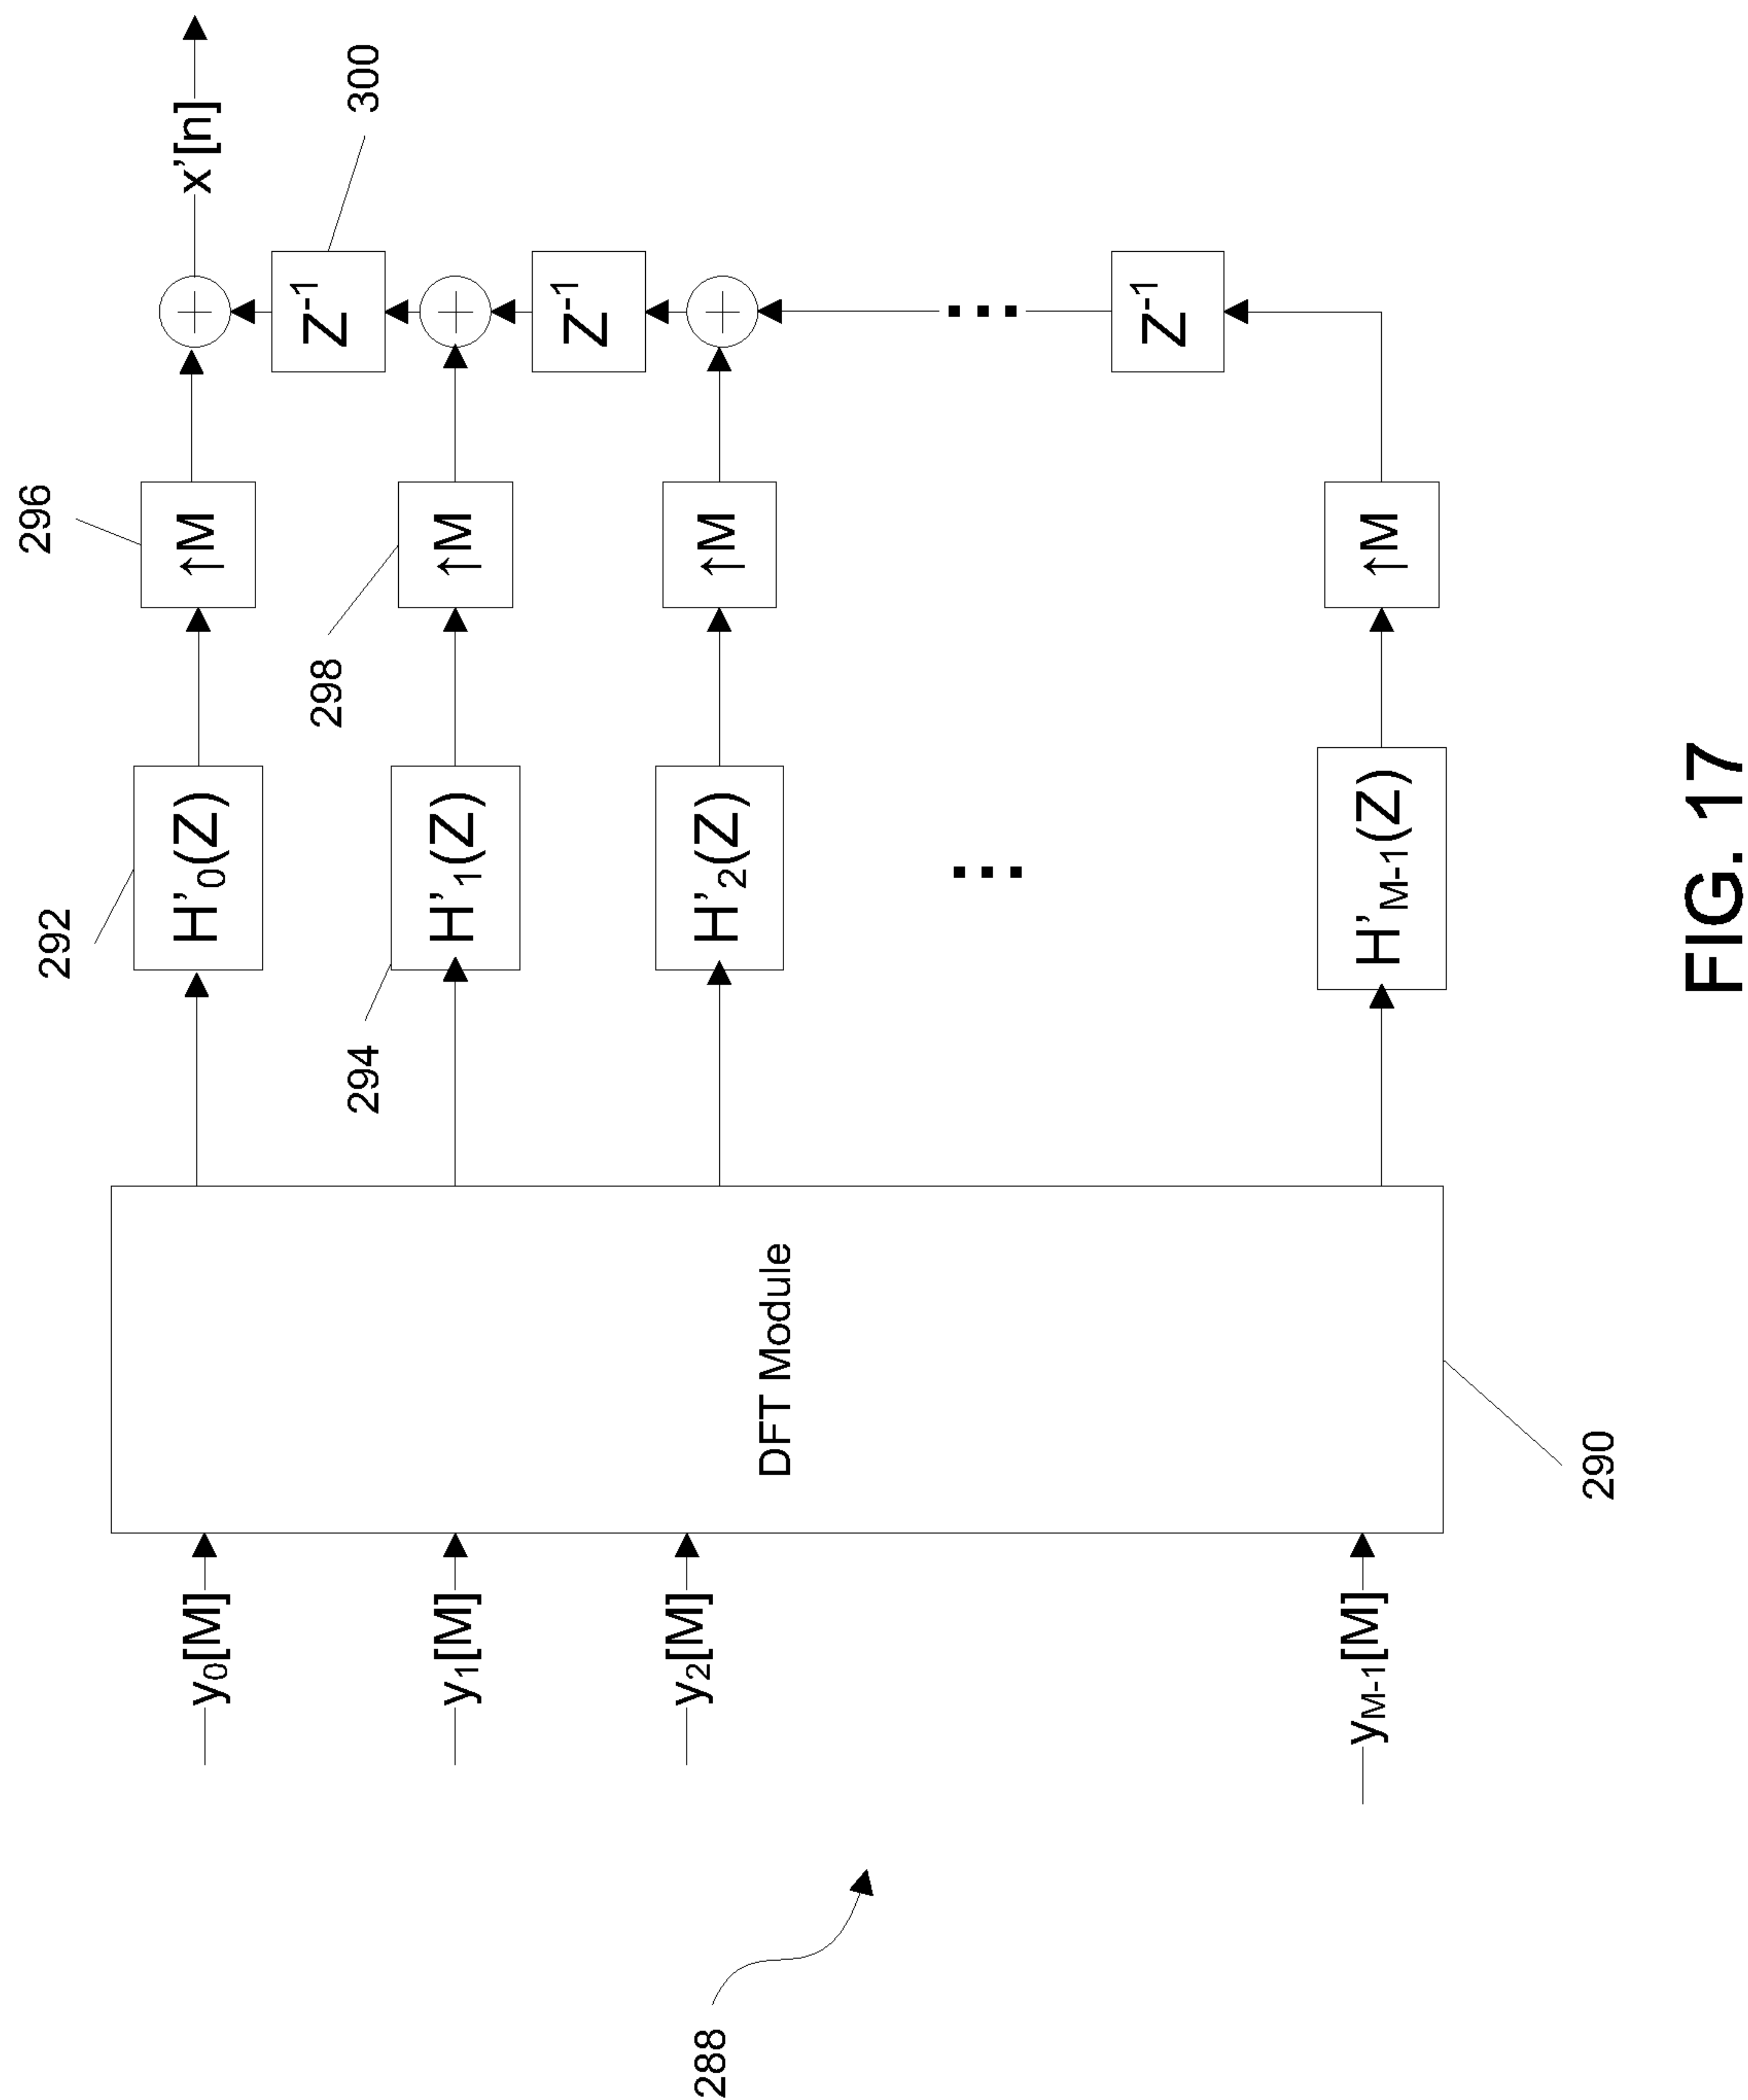 y0[M]
y1[M]
y2[M]
yM-1[M]
288
DFT Module
290
292
H’0(Z)
296
↑M
x’[n]
300
Z-1
294
H’1(Z)
298
↑M
Z-1
H’2(Z)
↑M
...
...
Z-1
H’M-1(Z)
↑M
FIG. 17